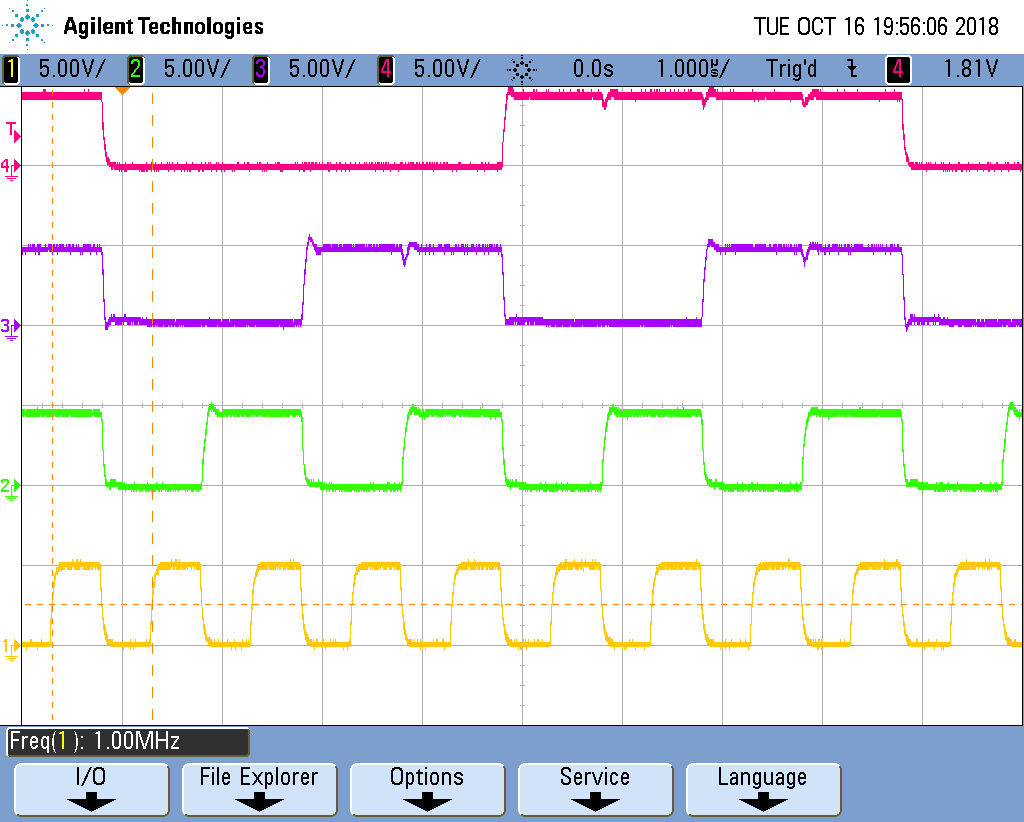 Agilent Technologies TUE OCT 16 19:56:06 2018
1 5.00V/ 2 5.00V/ 3 5.00V/ 4 5.00V/ 0.0s 1.000µs/ Trig'd 4 1.81V
T
4
3
2
1
Freq(1): 1.00MHz
I/O File Explorer Options Service Language